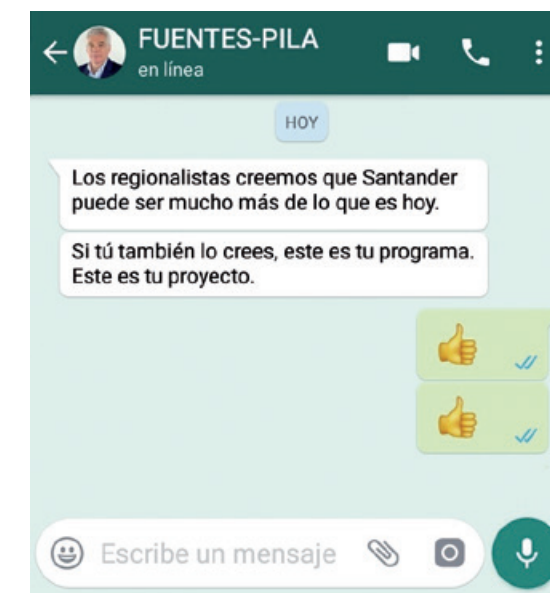 FUENTES-PILA
en línea
HOY
Los regionalistas creemos que Santander
puede ser mucho más de lo que es hoy.
Si tú también lo crees, este es tu programa.
Este es tu proyecto.
Escribe un mensaje